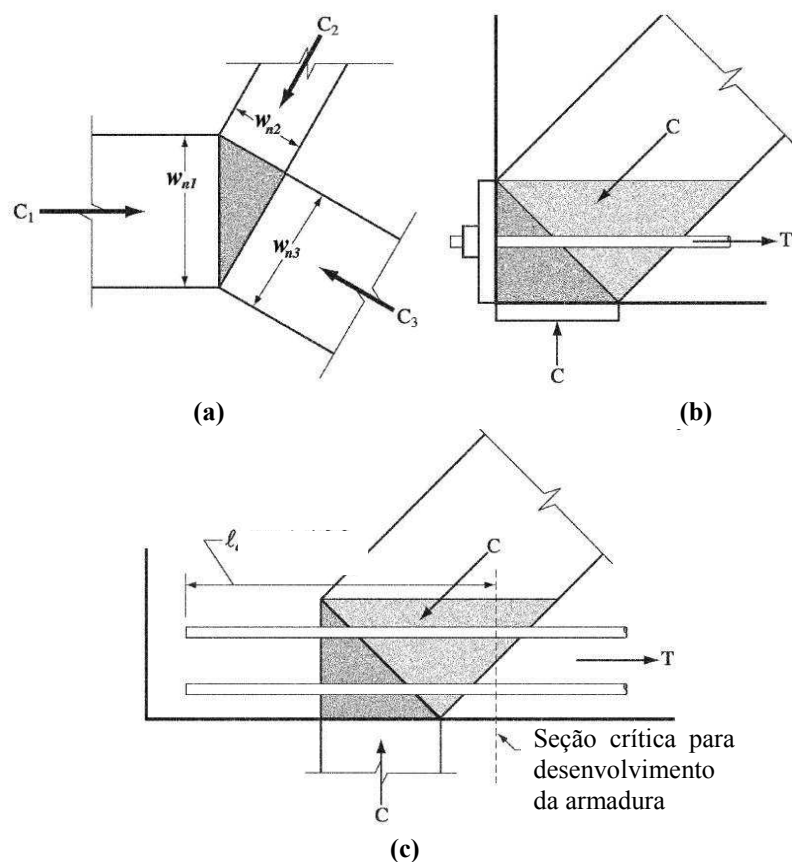 C₂
wₙ₂
wₙ₁
C₁
wₙ₃
C₃
(a)
C
T
C
(b)
C
T
C
Seção crítica para
desenvolvimento
da armadura
(c)